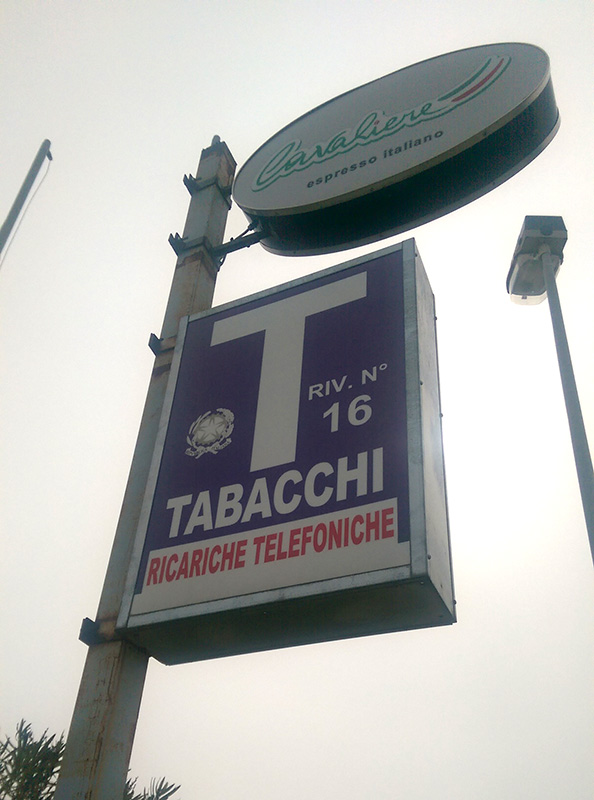 Cavaliere
espresso italiano
T
RIV. N°
16
TABACCHI
RICARICHE TELEFONICHE